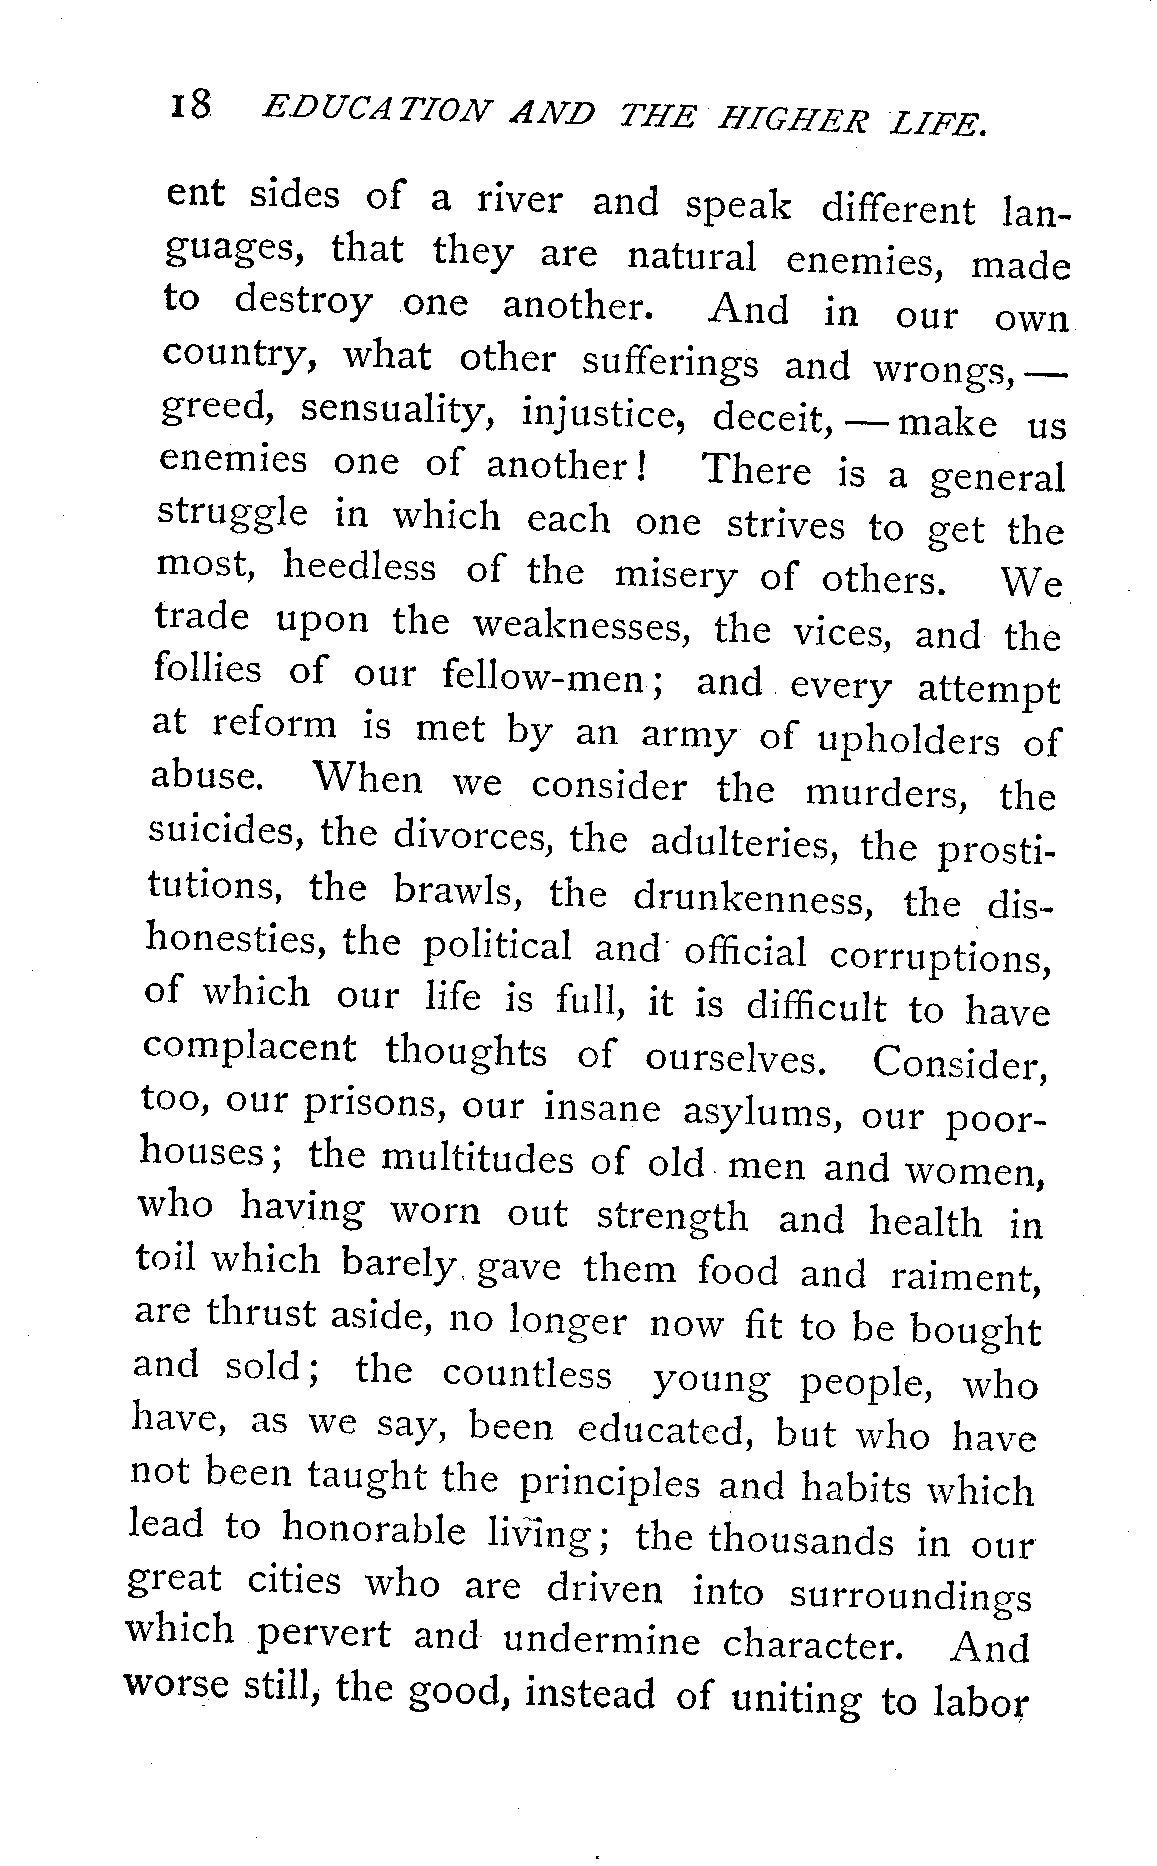 18 EDUCATION AND THE HIGHER LIFE.
ent sides of a river and speak different lan-
guages, that they are natural enemies, made
to destroy one another. And in our own
country, what other sufferings and wrongs, —
greed, sensuality, injustice, deceit, — make us
enemies one of another! There is a general
struggle in which each one strives to get the
most, heedless of the misery of others. We
trade upon the weaknesses, the vices, and the
follies of our fellow-men; and every attempt
at reform is met by an army of upholders of
abuse. When we consider the murders, the
suicides, the divorces, the adulteries, the prosti-
tutions, the brawls, the drunkenness, the dis-
honesties, the political and official corruptions,
of which our life is full, it is difficult to have
complacent thoughts of ourselves. Consider,
too, our prisons, our insane asylums, our poor-
houses; the multitudes of old men and women,
who having worn out strength and health in
toil which barely gave them food and raiment,
are thrust aside, no longer now fit to be bought
and sold; the countless young people, who
have, as we say, been educated, but who have
not been taught the principles and habits which
lead to honorable living; the thousands in our
great cities who are driven into surroundings
which pervert and undermine character. And
worse still, the good, instead of uniting to labor